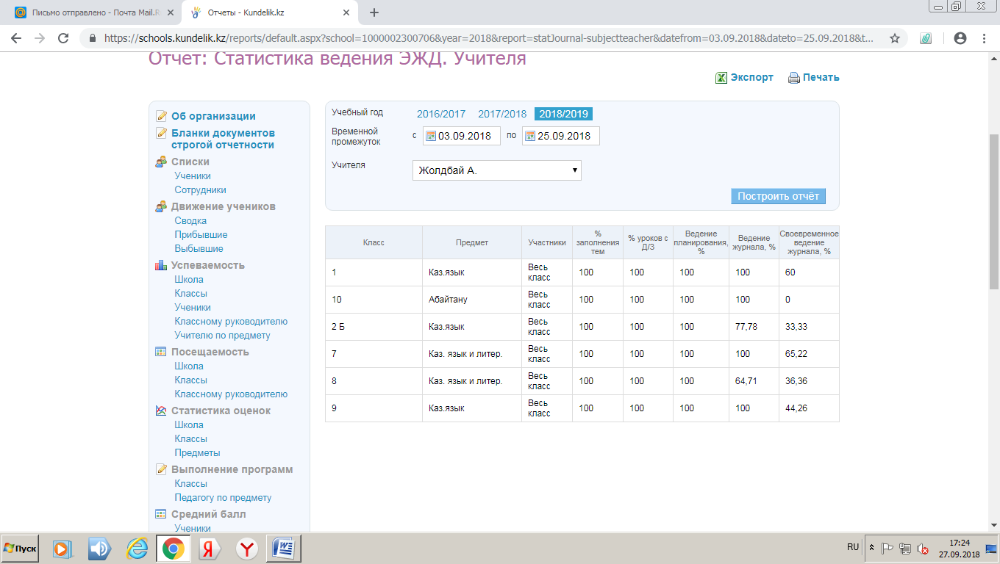 Письмо отправлено - Почта Mail.R
Отчеты - Kundelik.kz
https://schools.kundelik.kz/reports/default.aspx?school=1000002300706&year=2018&report=statJournal-subjectteacher&datefrom=03.09.2018&dateto=25.09.2018&t...
Отчет: Статистика ведения ЭЖД. Учителя
Экспорт Печать
Об организации
Бланки документов
строгой отчетности
Списки
Ученики
Сотрудники
Движение учеников
Сводка
Прибывшие
Выбывшие
Успеваемость
Школа
Классы
Ученики
Классному руководителю
Учителю по предмету
Посещаемость
Школа
Классы
Классному руководителю
Статистика оценок
Школа
Классы
Предметы
Выполнение программ
Классы
Педагогу по предмету
Средний балл
Ученики
Учебный год 2016/2017 2017/2018 2018/2019
Временной
промежуток
с 03.09.2018 по 25.09.2018
Учителя Жолдбай А.
Построить отчёт
Класс Предмет Участники % заполнения тем % уроков с Д/З Ведение планирования, % Ведение журнала, % Своевременное ведение журнала, %
1 Каз.язык Весь класс 100 100 100 100 60
10 Абайтану Весь класс 100 100 100 100 0
2 Б Каз.язык Весь класс 100 100 100 77,78 33,33
7 Каз. язык и литер. Весь класс 100 100 100 100 65,22
8 Каз. язык и литер. Весь класс 100 100 100 64,71 36,36
9 Каз.язык Весь класс 100 100 100 100 44,26
Пуск
RU
17:24
27.09.2018